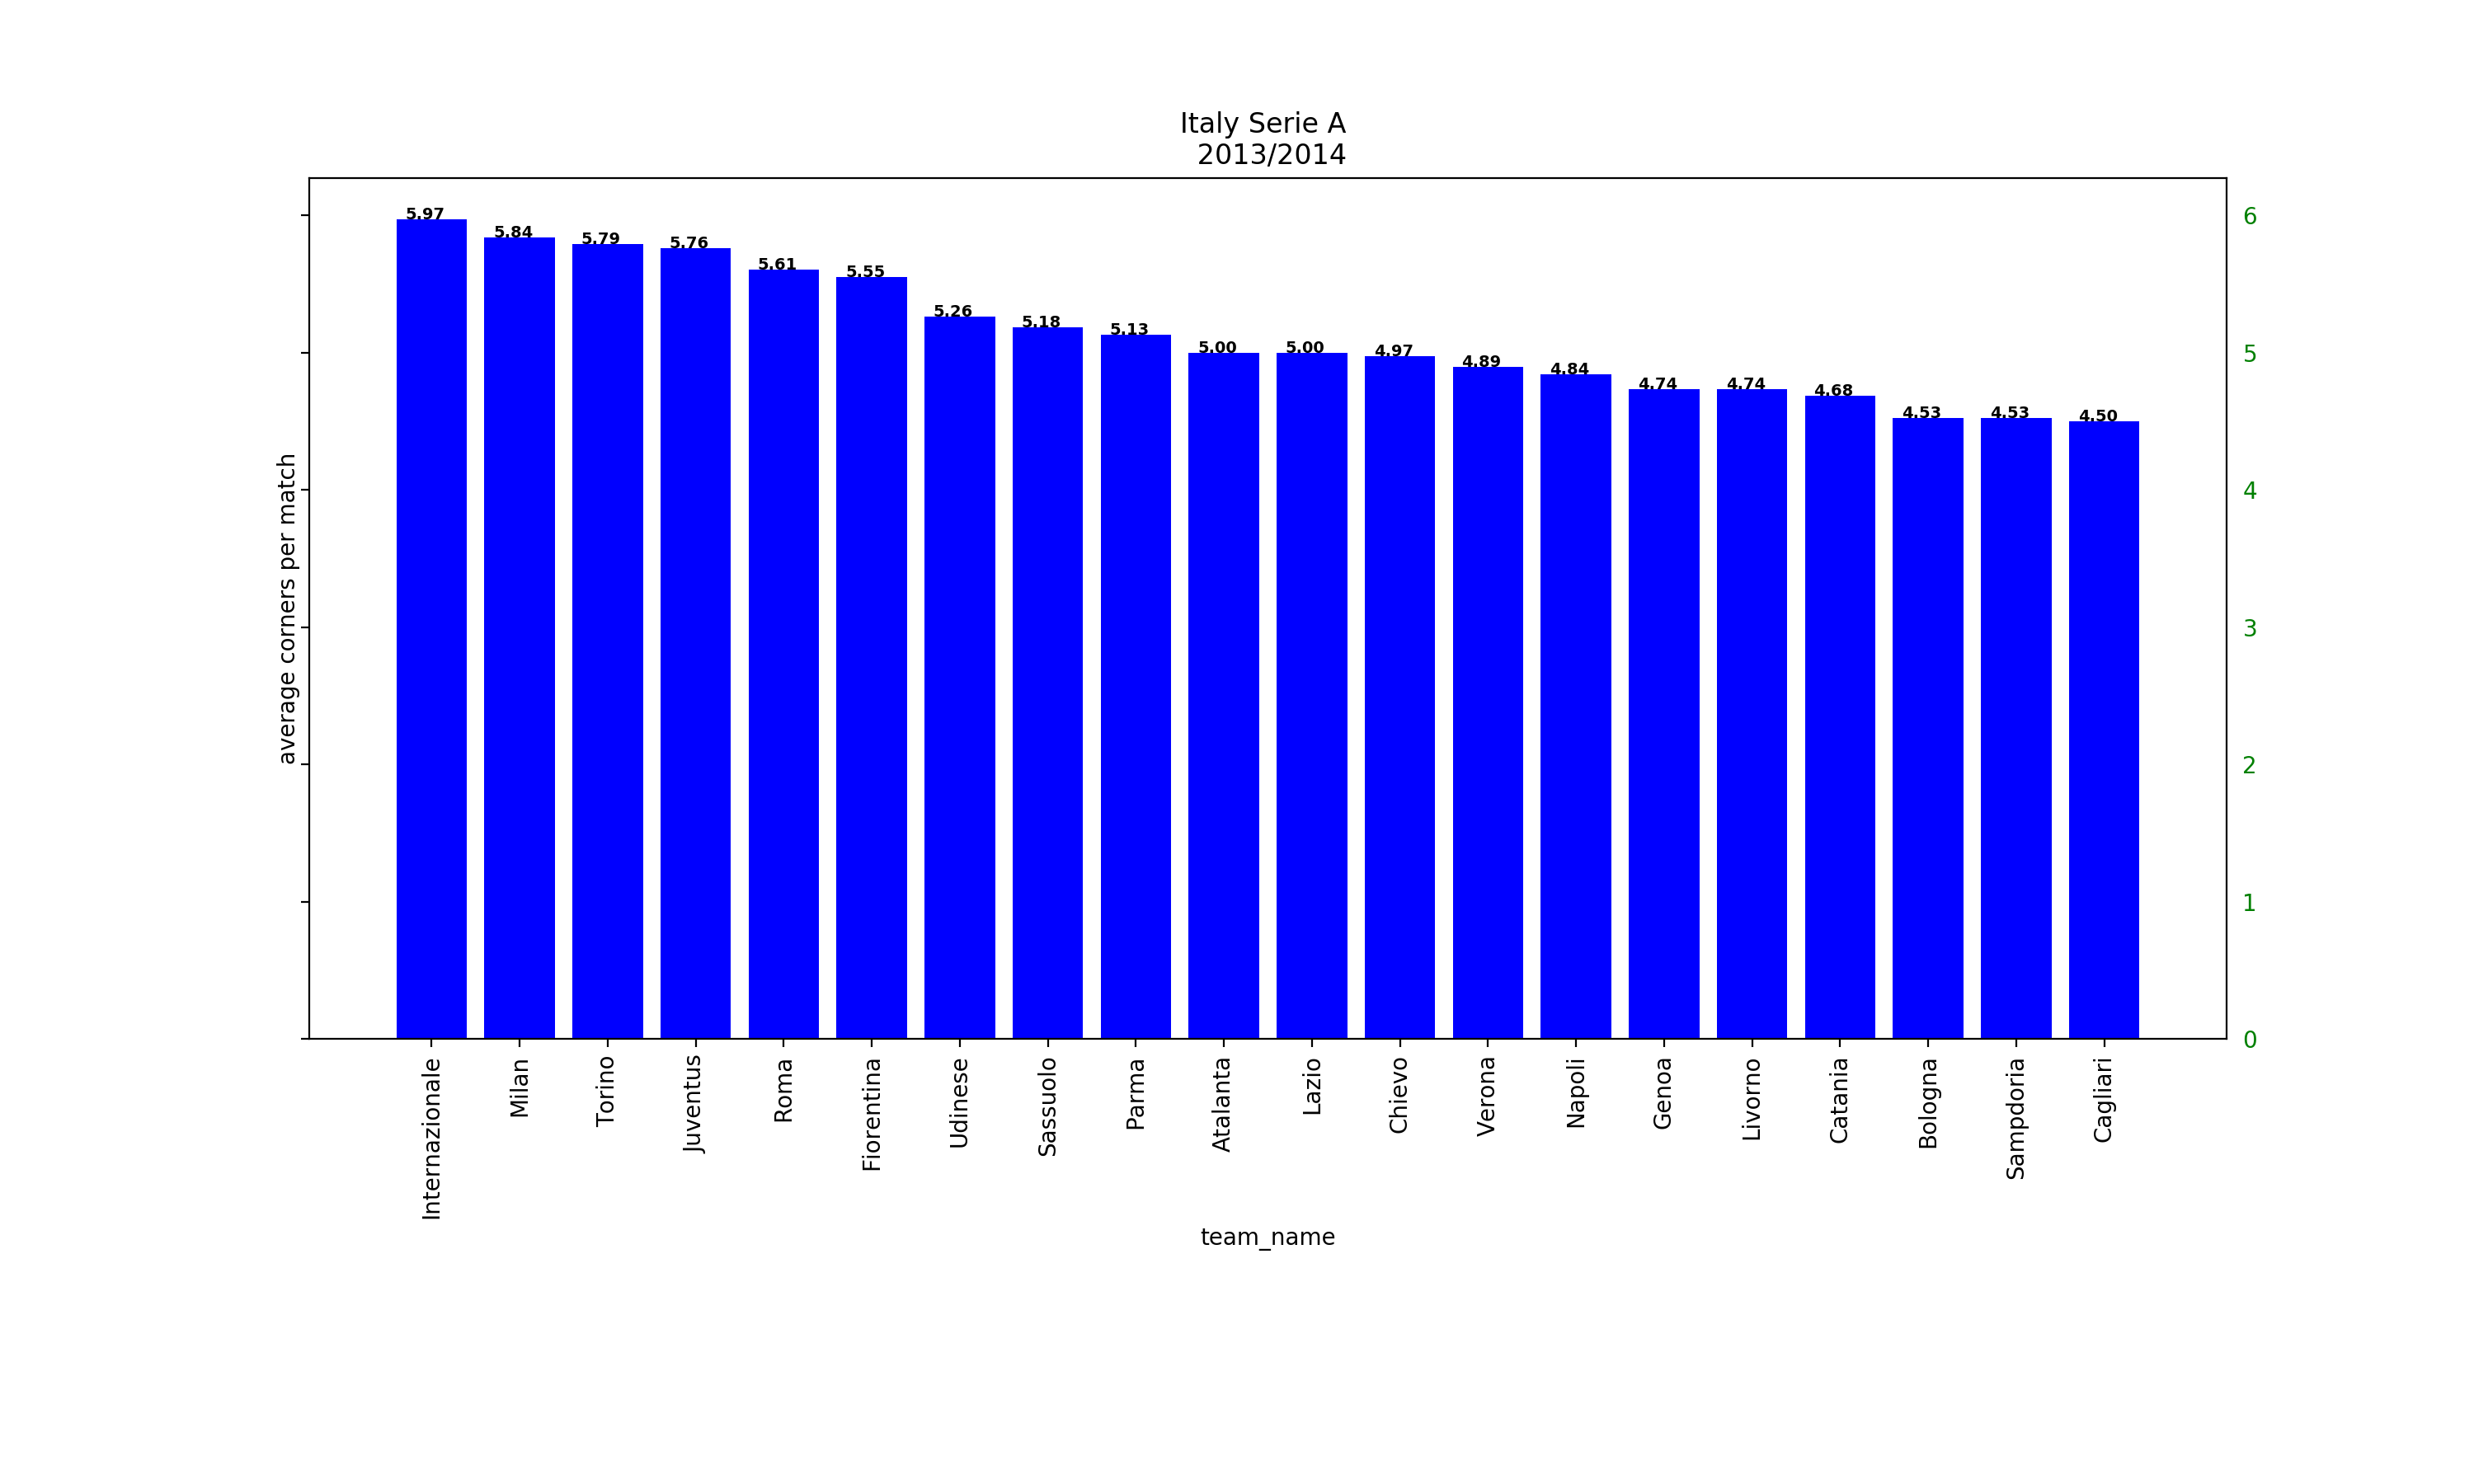 Italy Serie A
2013/2014
5.97
5.84
5.79
5.76
5.61
5.55
5.26
5.18
5.13
5.00
5.00
4.97
4.89
4.84
4.74
4.74
4.68
4.53
4.53
4.50
average corners per match
6
5
4
3
2
1
0
Internazionale
Milan
Torino
Juventus
Roma
Fiorentina
Udinese
Sassuolo
Parma
Atalanta
Lazio
Chievo
Verona
Napoli
Genoa
Livorno
Catania
Bologna
Sampdoria
Cagliari
team_name